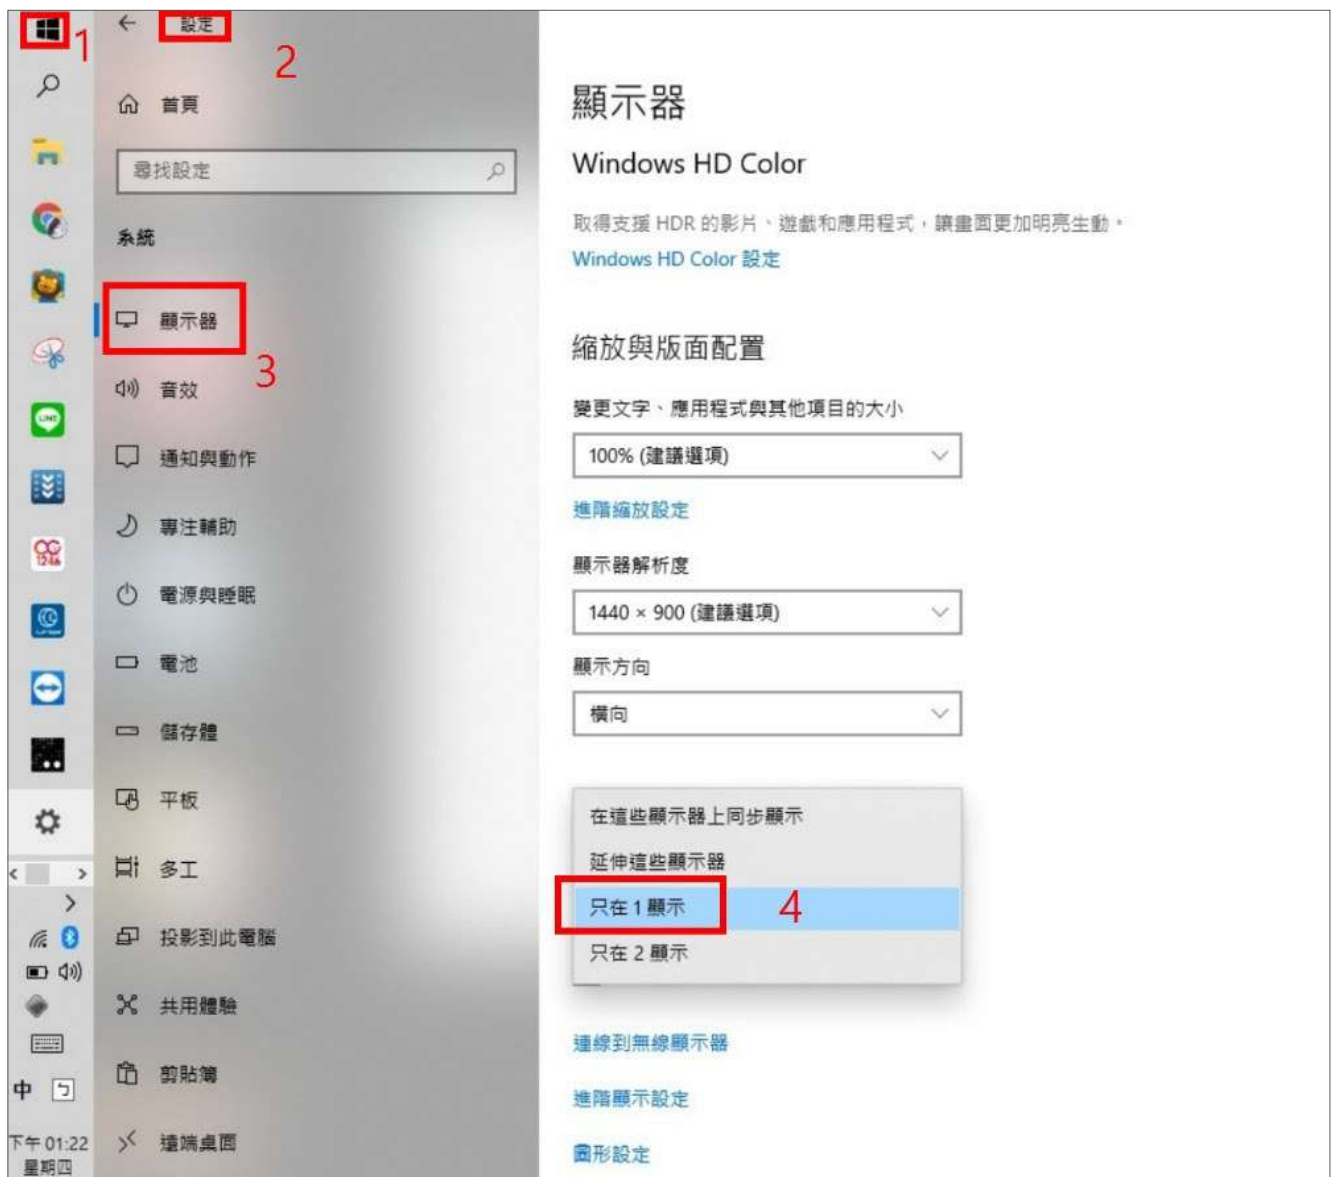 1
設定
2
首頁
尋找設定
系統
顯示器
3
音效
通知與動作
專注輔助
電源與睡眠
電池
儲存體
平板
多工
投影到此電腦
共用體驗
剪貼簿
遠端桌面
LINE
中 ㄅ
下午 01:22
星期四
顯示器
Windows HD Color
取得支援 HDR 的影片、遊戲和應用程式，讓畫面更加明亮生動。
Windows HD Color 設定
縮放與版面配置
變更文字、應用程式與其他項目的大小
100% (建議選項)
進階縮放設定
顯示器解析度
1440 × 900 (建議選項)
顯示方向
橫向
在這些顯示器上同步顯示
延伸這些顯示器
只在 1 顯示
4
只在 2 顯示
連線到無線顯示器
進階顯示設定
圖形設定